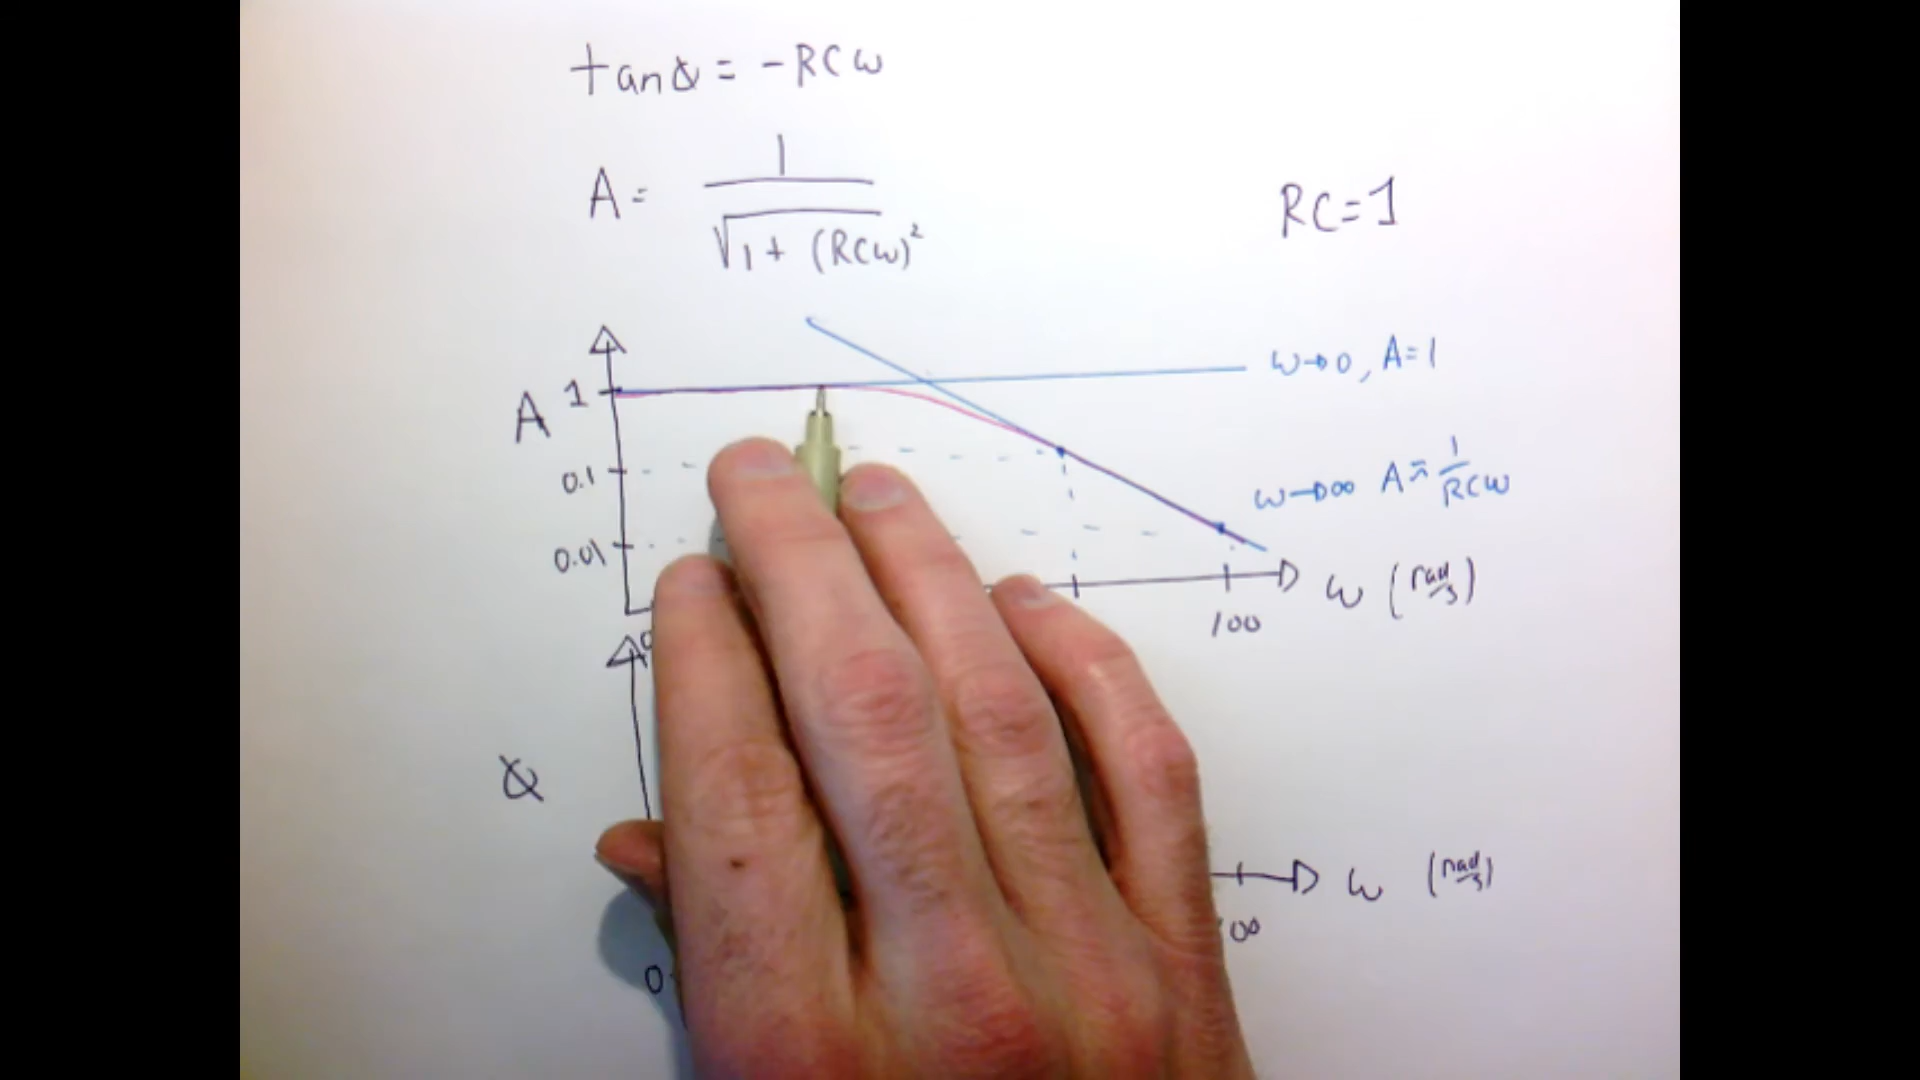 tanϕ = -RCω
A = 1 / √1 + (RCω)²
RC=1
ω→0, A=1
A
1
0.1
0.01
ω→∞ A ≈ 1/RCω
ω (rad/s)
100
ϕ
ω (rad/s)